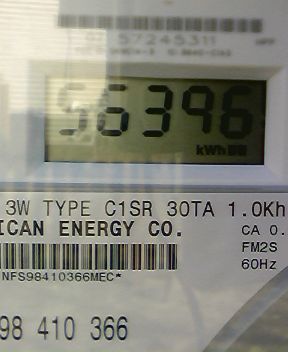 57245311
56396
kWh
3W TYPE C1SR 30TA 1.0Kh
ICAN ENERGY CO.
CA 0.
FM2S
60Hz
NFS98410366MEC*
98 410 366